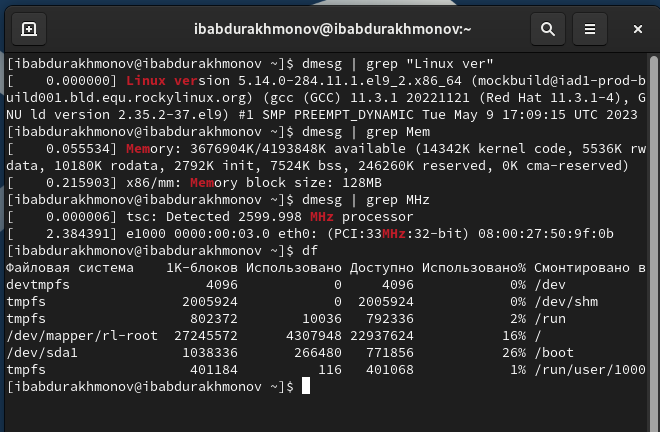 ibabdurakhmonov@ibabdurakhmonov:~
[ibabdurakhmonov@ibabdurakhmonov ~]$ dmesg | grep "Linux ver"
[    0.000000] Linux version 5.14.0-284.11.1.el9_2.x86_64 (mockbuild@iad1-prod-b
uild001.bld.equ.rockylinux.org) (gcc (GCC) 11.3.1 20221121 (Red Hat 11.3.1-4), G
NU ld version 2.35.2-37.el9) #1 SMP PREEMPT_DYNAMIC Tue May 9 17:09:15 UTC 2023
[ibabdurakhmonov@ibabdurakhmonov ~]$ dmesg | grep Mem
[    0.055534] Memory: 3676904K/4193848K available (14342K kernel code, 5536K rw
data, 10180K rodata, 2792K init, 7524K bss, 246260K reserved, 0K cma-reserved)
[    0.215903] x86/mm: Memory block size: 128MB
[ibabdurakhmonov@ibabdurakhmonov ~]$ dmesg | grep MHz
[    0.000006] tsc: Detected 2599.998 MHz processor
[    2.384391] e1000 0000:00:03.0 eth0: (PCI:33MHz:32-bit) 08:00:27:50:9f:0b
[ibabdurakhmonov@ibabdurakhmonov ~]$ df
Файловая система    1K-блоков Использовано Доступно Использовано% Cмонтировано в
devtmpfs                 4096            0     4096            0% /dev
tmpfs                 2005924            0  2005924            0% /dev/shm
tmpfs                  802372        10036   792336            2% /run
/dev/mapper/rl-root  27245572      4307948 22937624           16% /
/dev/sda1             1038336       266480   771856           26% /boot
tmpfs                  401184          116   401068            1% /run/user/1000
[ibabdurakhmonov@ibabdurakhmonov ~]$